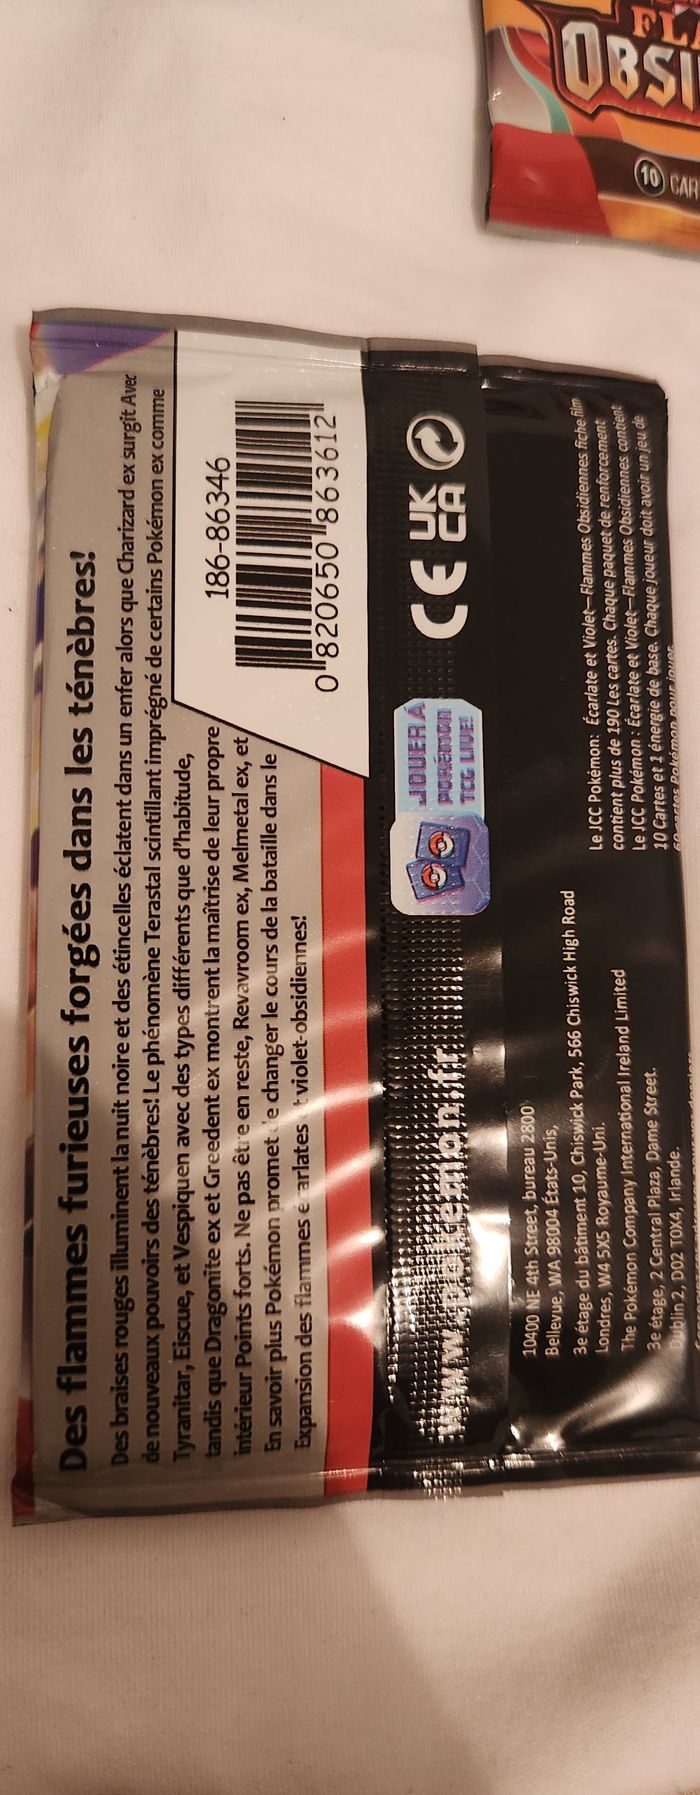 FLA
OBSI
10 CAR
Des flammes furieuses forgées dans les ténèbres!
Des braises rouges illuminent la nuit noire et des étincelles éclatent dans un enfer alors que Charizard ex surgit Avec
de nouveaux pouvoirs des ténèbres! Le phénomène Terastal scintillant imprégné de certains Pokémon ex comme
Tyranitar, Eiscue, et Vespiquen avec des types différents que d'habitude,
tandis que Dragonite ex et Greedent ex montrent la maîtrise de leur propre
intérieur Points forts. Ne pas être en reste, Revavroom ex, Melmetal ex, et
En savoir plus Pokémon promet de changer le cours de la bataille dans le
Expansion des flammes écarlates et violet-obsidiennes!
186-86346
0 820650 863612
www.pokemon.fr
JOUER À
POKÉMON
TCG LIVE!
CE UK
CA
10400 NE 4th Street, bureau 2800
Bellevue, WA 98004 États-Unis,
3e étage du bâtiment 10, Chiswick Park, 566 Chiswick High Road
Londres, W4 5XS Royaume-Uni.
The Pokémon Company International Ireland Limited
3e étage, 2 Central Plaza, Dame Street,
Dublin 2, D02 T0X4, Irlande.
Le JCC Pokémon: Écarlate et Violet—Flammes Obsidiennes fiche film
contient plus de 190 Les cartes. Chaque paquet de renforcement
Le JCC Pokémon : Écarlate et Violet—Flammes Obsidiennes contient
10 Cartes et 1 énergie de base. Chaque joueur doit avoir un jeu de
60 cartes Pokémon pour jouer.